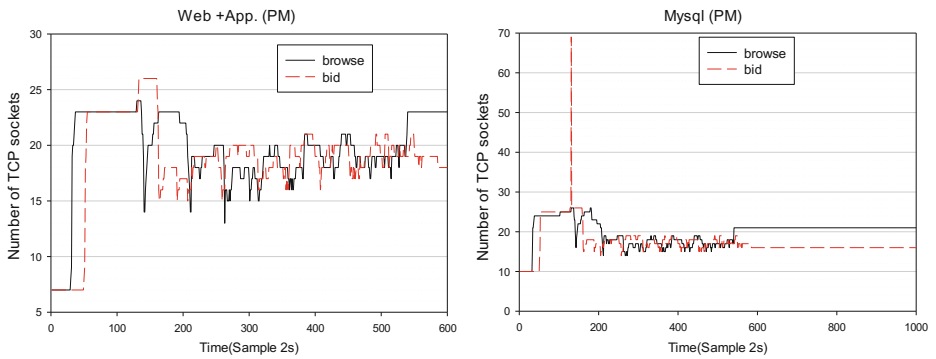 Web +App. (PM)
Number of TCP sockets
30
25
20
15
10
5
browse
bid
0
100
200
300
400
500
600
Time(Sample 2s)
Mysql (PM)
Number of TCP sockets
70
60
50
40
30
20
10
0
browse
bid
0
200
400
600
800
1000
Time(Sample 2s)